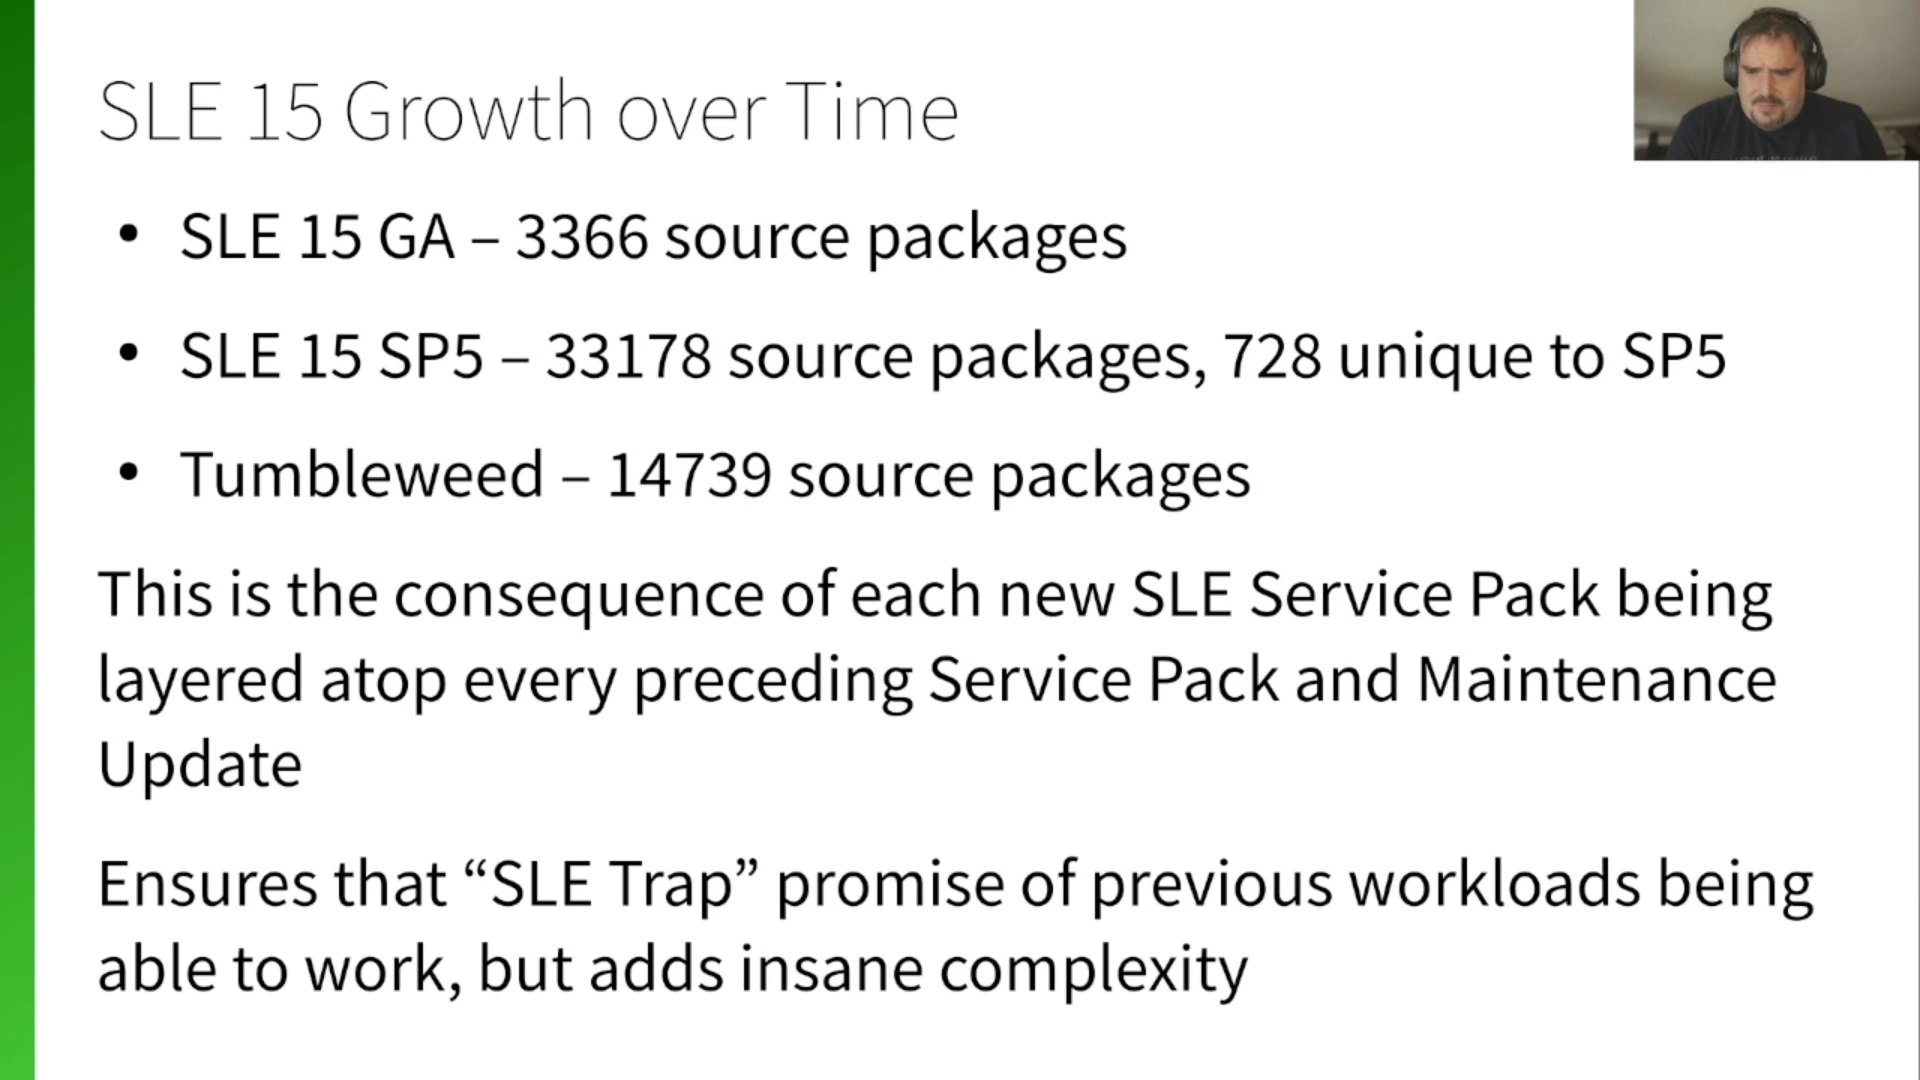 SLE 15 Growth over Time
• SLE 15 GA – 3366 source packages
• SLE 15 SP5 – 33178 source packages, 728 unique to SP5
• Tumbleweed – 14739 source packages
This is the consequence of each new SLE Service Pack being
layered atop every preceding Service Pack and Maintenance
Update
Ensures that “SLE Trap” promise of previous workloads being
able to work, but adds insane complexity